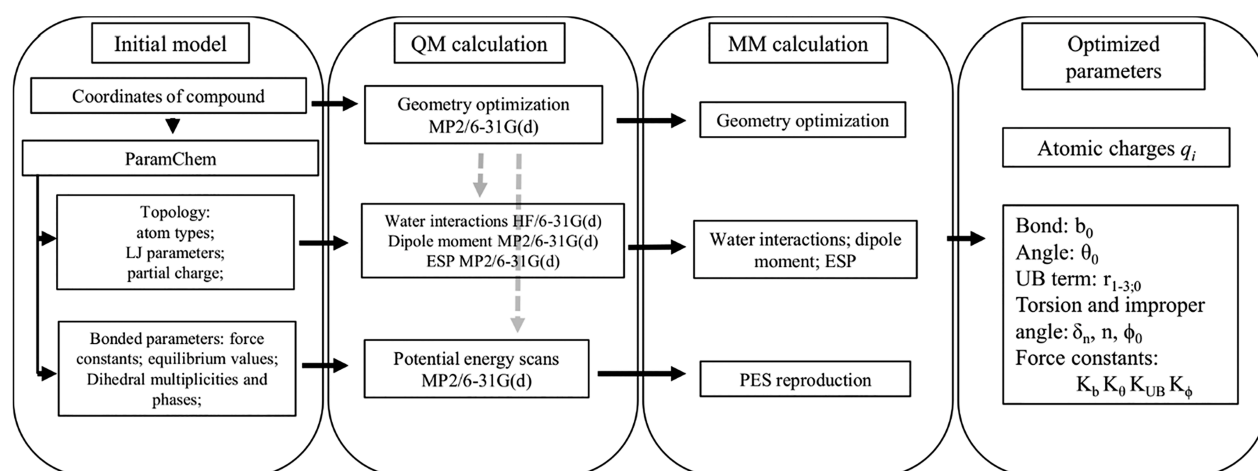 Initial model
Coordinates of compound
ParamChem
Topology:
atom types;
LJ parameters;
partial charge;
Bonded parameters: force
constants; equilibrium values;
Dihedral multiplicities and
phases;
QM calculation
Geometry optimization
MP2/6-31G(d)
Water interactions HF/6-31G(d)
Dipole moment MP2/6-31G(d)
ESP MP2/6-31G(d)
Potential energy scans
MP2/6-31G(d)
MM calculation
Geometry optimization
Water interactions; dipole
moment; ESP
PES reproduction
Optimized
parameters
Atomic charges qᵢ
Bond: b₀
Angle: θ₀
UB term: r₁₋₃;₀
Torsion and improper
angle: δₙ, n, ϕ₀
Force constants:
K_b K_θ K_UB K_ϕ